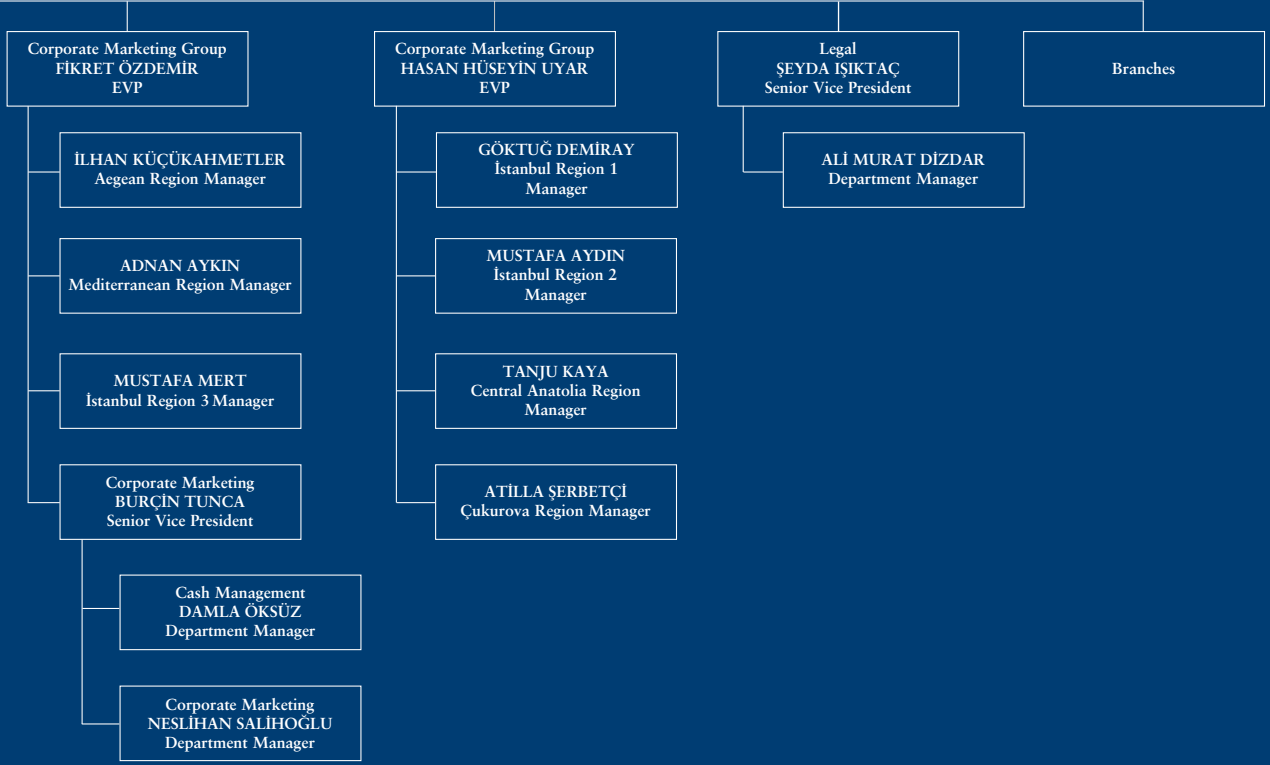 Corporate Marketing Group
FİKRET ÖZDEMİR
EVP
İLHAN KÜÇÜKAHMETLER
Aegean Region Manager
ADNAN AYKIN
Mediterranean Region Manager
MUSTAFA MERT
İstanbul Region 3 Manager
Corporate Marketing
BURÇİN TUNCA
Senior Vice President
Cash Management
DAMLA ÖKSÜZ
Department Manager
Corporate Marketing
NESLİHAN SALİHOĞLU
Department Manager
Corporate Marketing Group
HASAN HÜSEYİN UYAR
EVP
GÖKTUĞ DEMİRAY
İstanbul Region 1
Manager
MUSTAFA AYDIN
İstanbul Region 2
Manager
TANJU KAYA
Central Anatolia Region
Manager
ATİLLA ŞERBETÇİ
Çukurova Region Manager
Legal
ŞEYDA IŞIKTAÇ
Senior Vice President
ALİ MURAT DİZDAR
Department Manager
Branches